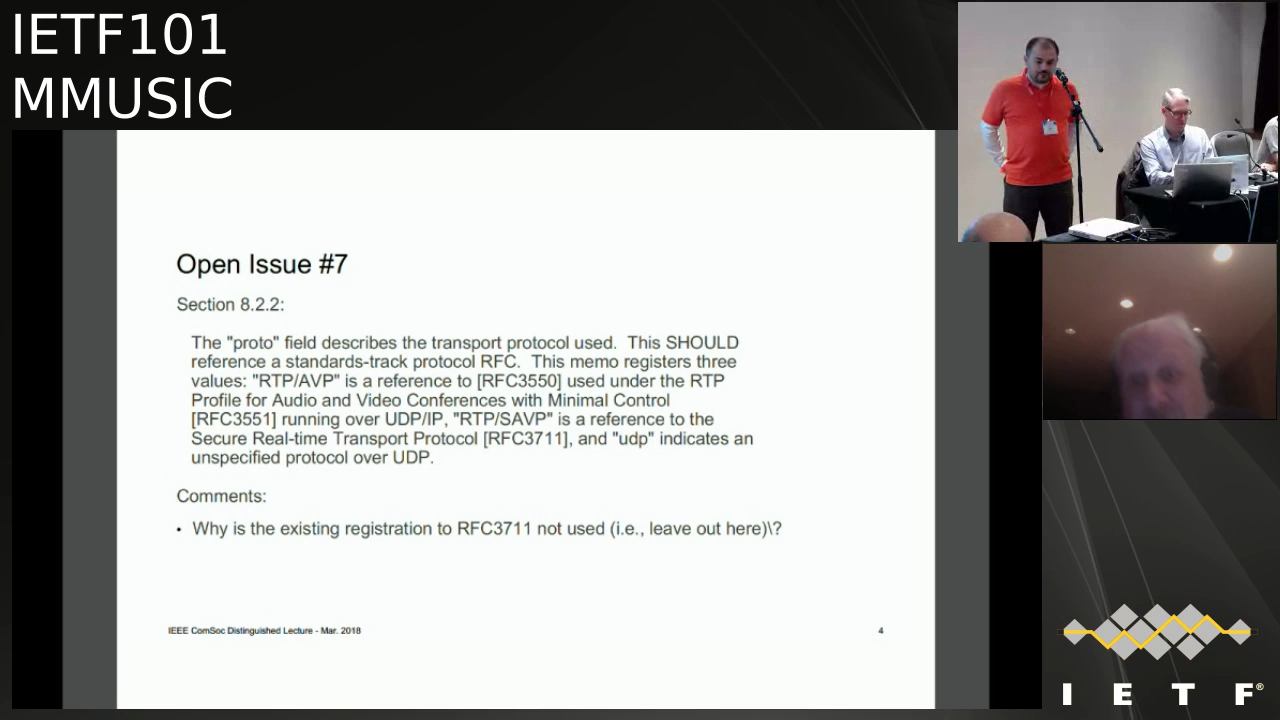 IETF101
MMUSIC
Open Issue #7
Section 8.2.2:
The "proto" field describes the transport protocol used.  This SHOULD
reference a standards-track protocol RFC.  This memo registers three
values: "RTP/AVP" is a reference to [RFC3550] used under the RTP
Profile for Audio and Video Conferences with Minimal Control
[RFC3551] running over UDP/IP, "RTP/SAVP" is a reference to the
Secure Real-time Transport Protocol [RFC3711], and "udp" indicates an
unspecified protocol over UDP.
Comments:
• Why is the existing registration to RFC3711 not used (i.e., leave out here)\?
IEEE ComSoc Distinguished Lecture - Mar. 2018
4
I E T F®